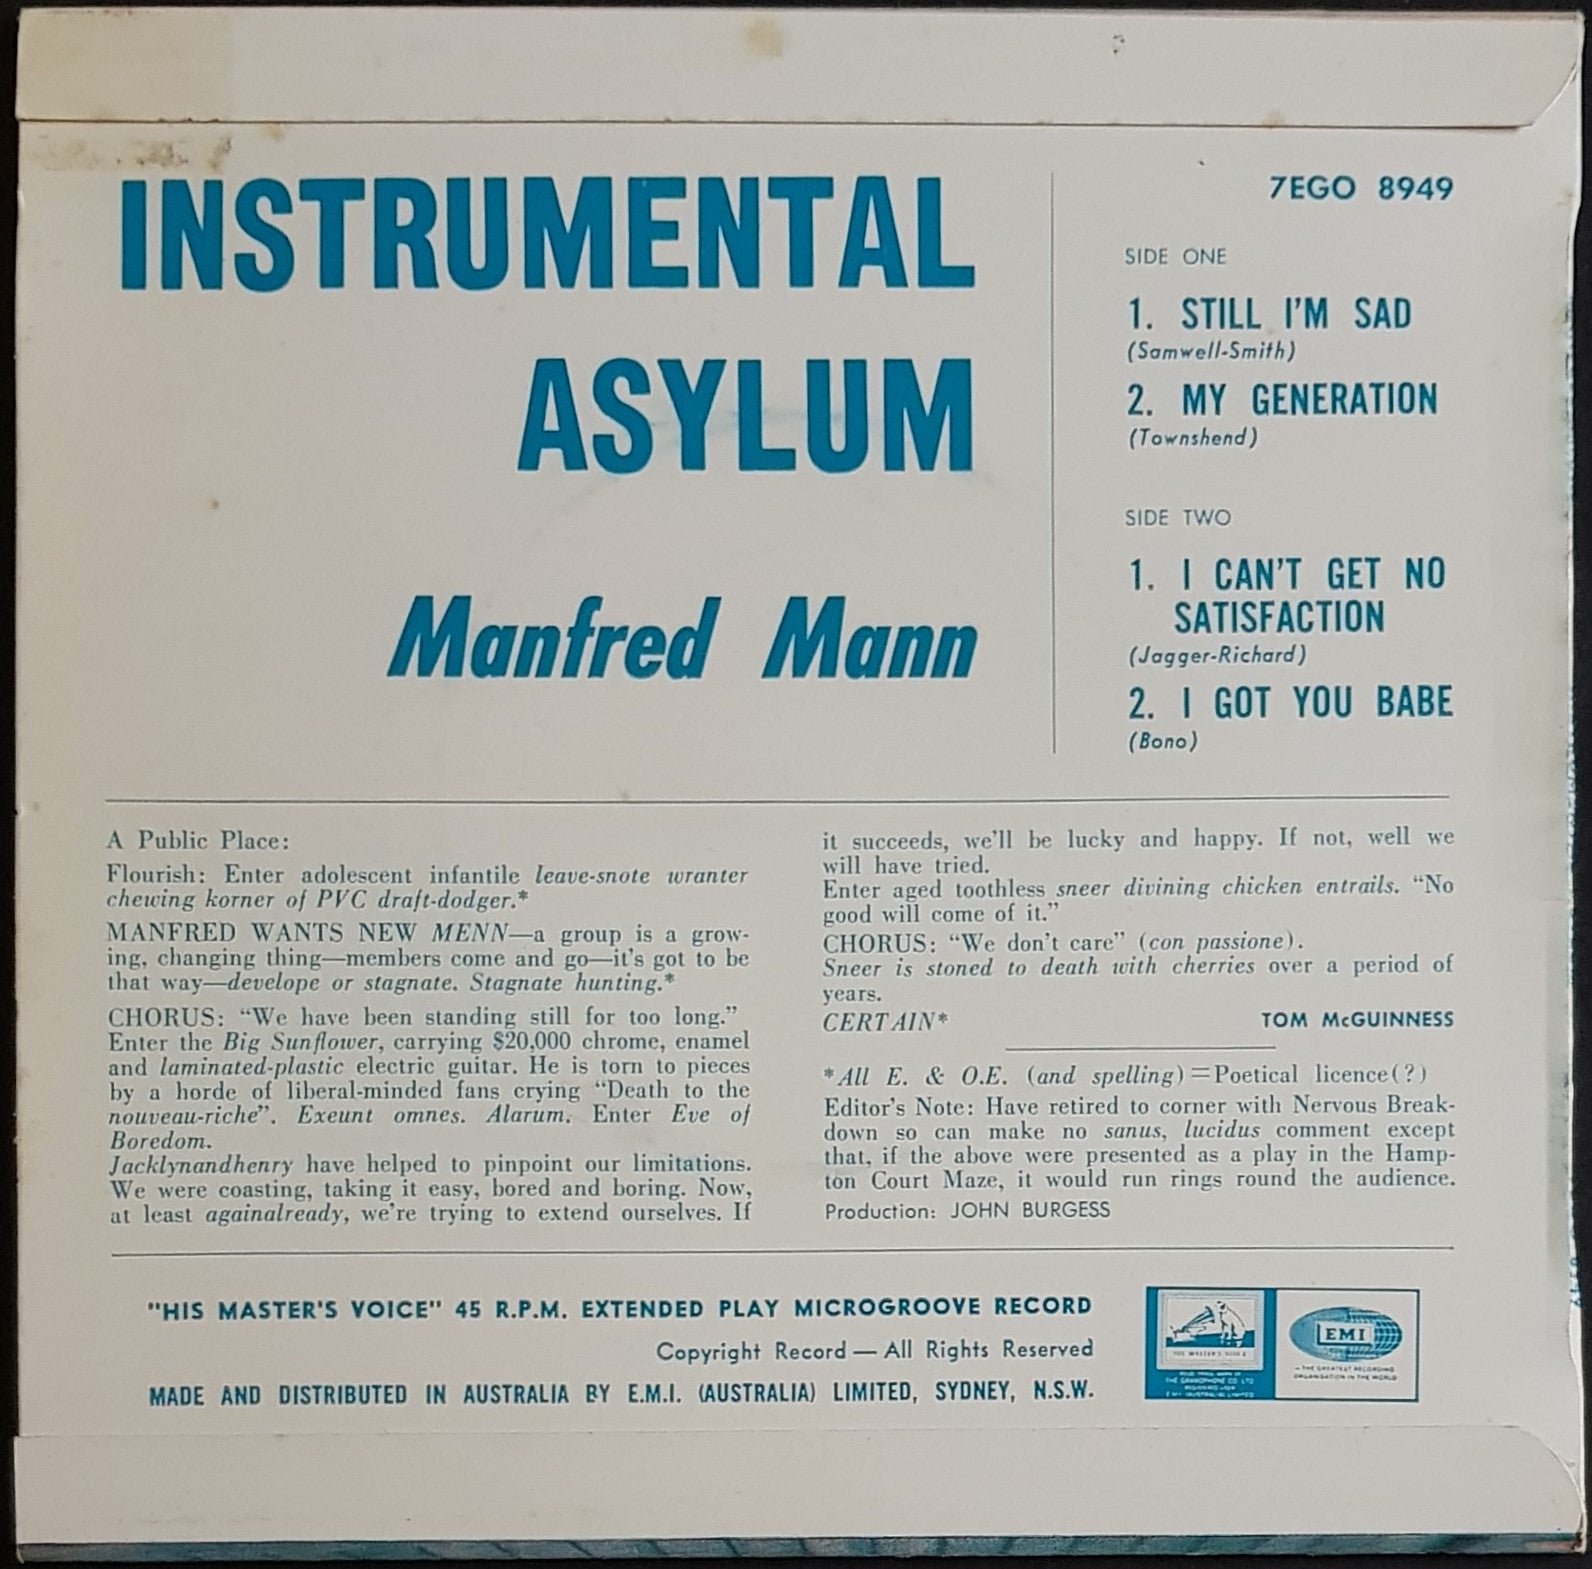 INSTRUMENTAL
ASYLUM
Manfred Mann
7EGO 8949
SIDE ONE
1. STILL I'M SAD
(Samwell-Smith)
2. MY GENERATION
(Townshend)
SIDE TWO
1. I CAN'T GET NO
SATISFACTION
(Jagger-Richard)
2. I GOT YOU BABE
(Bono)
A Public Place:
Flourish: Enter adolescent infantile leave-snote wranter
chewing korner of PVC draft-dodger.*
MANFRED WANTS NEW MENN—a group is a grow-
ing, changing thing—members come and go—it's got to be
that way—develope or stagnate. Stagnate hunting.*
CHORUS: “We have been standing still for too long.”
Enter the Big Sunflower, carrying $20,000 chrome, enamel
and laminated-plastic electric guitar. He is torn to pieces
by a horde of liberal-minded fans crying “Death to the
nouveau-riche”. Exeunt omnes. Alarum. Enter Eve of
Boredom.
Jacklynandhenry have helped to pinpoint our limitations.
We were coasting, taking it easy, bored and boring. Now,
at least againalready, we're trying to extend ourselves. If
it succeeds, we'll be lucky and happy. If not, well we
will have tried.
Enter aged toothless sneer divining chicken entrails. “No
good will come of it.”
CHORUS: “We don't care” (con passione).
Sneer is stoned to death with cherries over a period of
years.
CERTAIN* TOM McGUINNESS
*All E. & O.E. (and spelling)=Poetical licence(?)
Editor's Note: Have retired to corner with Nervous Break-
down so can make no sanus, lucidus comment except
that, if the above were presented as a play in the Hamp-
ton Court Maze, it would run rings round the audience.
Production: JOHN BURGESS
"HIS MASTER'S VOICE" 45 R.P.M. EXTENDED PLAY MICROGROOVE RECORD
Copyright Record — All Rights Reserved
MADE AND DISTRIBUTED IN AUSTRALIA BY E.M.I. (AUSTRALIA) LIMITED, SYDNEY, N.S.W.
HIS MASTER'S VOICE
EMI
THE GREATEST RECORDING
ORGANISATION IN THE WORLD